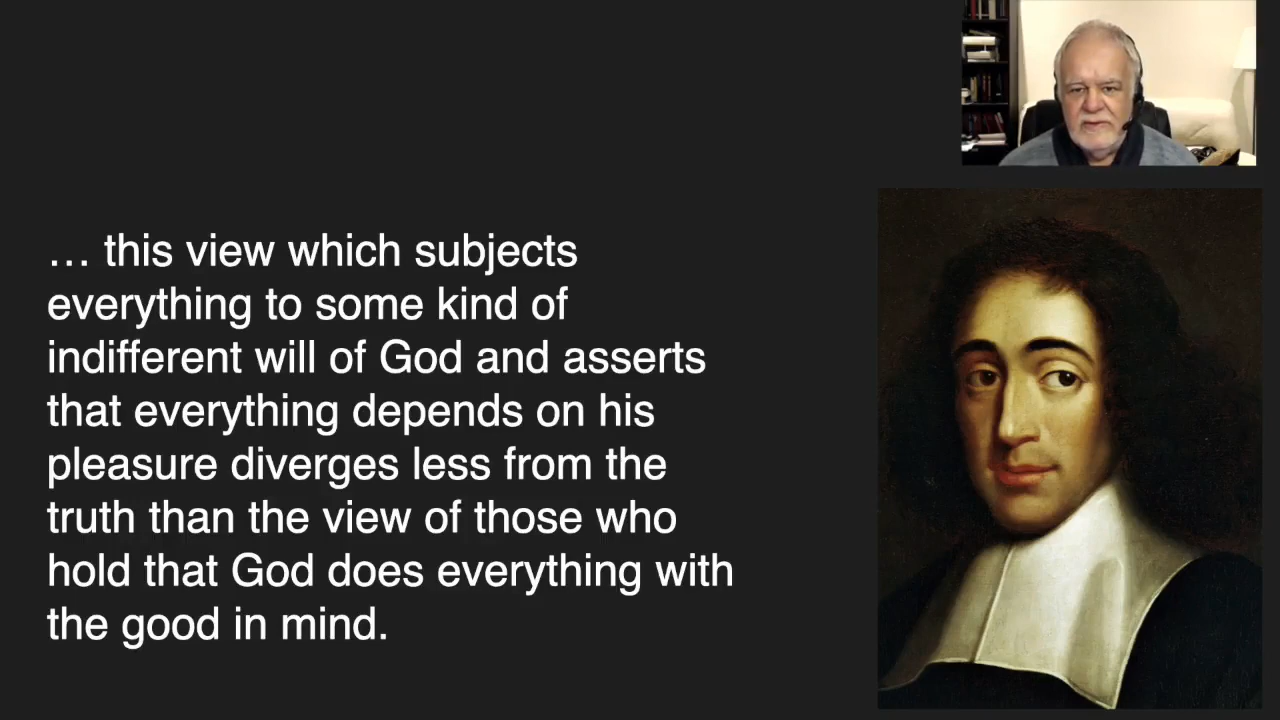 … this view which subjects
everything to some kind of
indifferent will of God and asserts
that everything depends on his
pleasure diverges less from the
truth than the view of those who
hold that God does everything with
the good in mind.